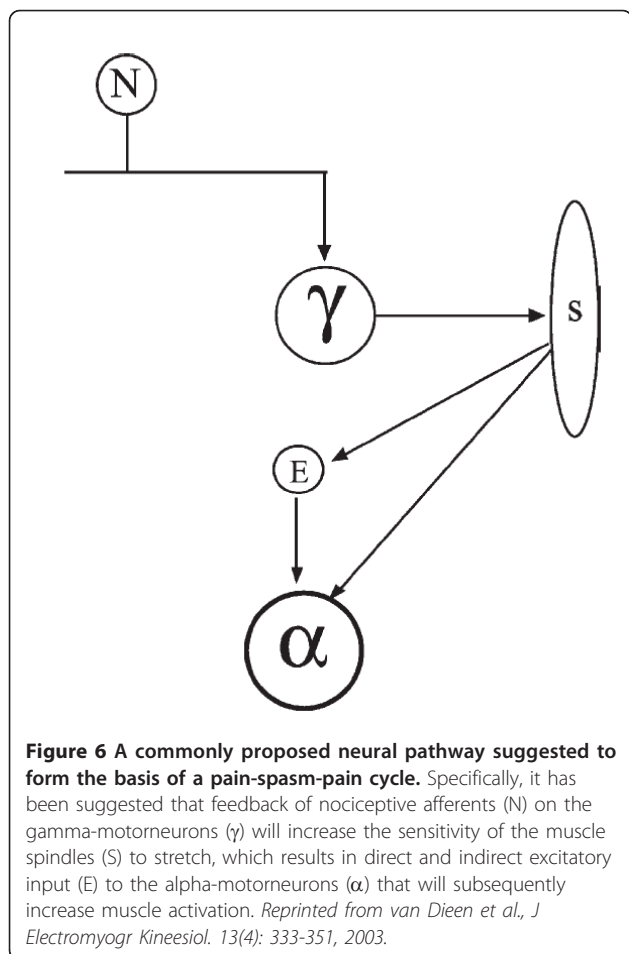 N
γ
s
E
α
Figure 6 A commonly proposed neural pathway suggested to
form the basis of a pain-spasm-pain cycle. Specifically, it has
been suggested that feedback of nociceptive afferents (N) on the
gamma-motorneurons (γ) will increase the sensitivity of the muscle
spindles (S) to stretch, which results in direct and indirect excitatory
input (E) to the alpha-motorneurons (α) that will subsequently
increase muscle activation. Reprinted from van Dieen et al., J
Electromyogr Kineesiol. 13(4): 333-351, 2003.